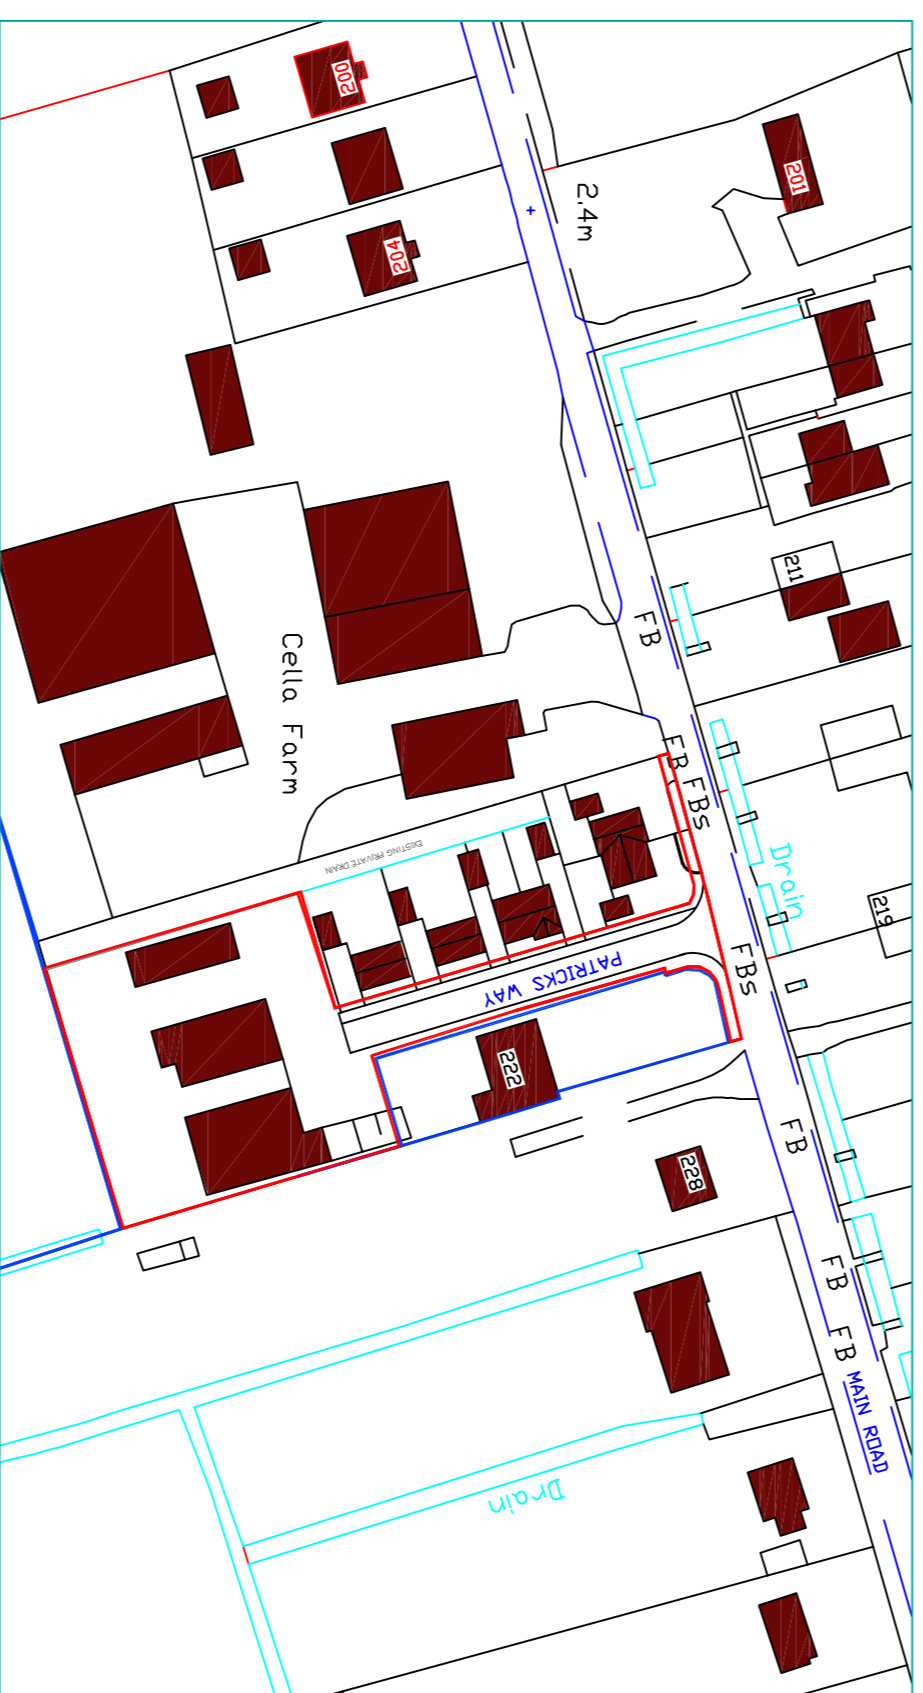 200
201
2.4m
204
211
FB
Cella Farm
FB
FBs
EXISTING PRIVATE DRAIN
Drain
219
PATRICKS WAY
FBs
222
FB
228
FB
FB
MAIN ROAD
Drain